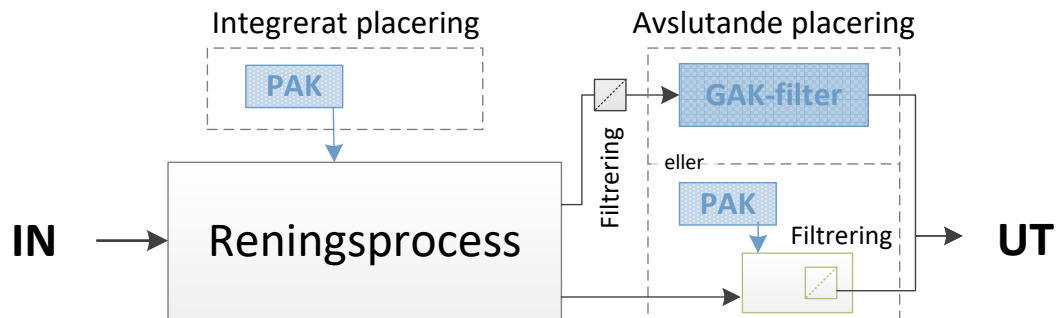 Integrerat placering
Avslutande placering
PAK
GAK-filter
Filtrering
eller
PAK
Filtrering
IN
Reningsprocess
UT